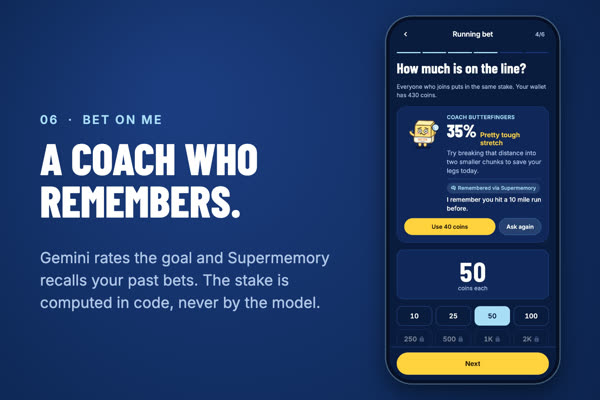 06 · BET ON ME
A COACH WHO
REMEMBERS.
Gemini rates the goal and Supermemory
recalls your past bets. The stake is
computed in code, never by the model.
Running bet
4/6
How much is on the line?
Everyone who joins puts in the same stake. Your wallet
has 430 coins.
COACH BUTTERFINGERS
35% Pretty tough
stretch
Try breaking that distance into
two smaller chunks to save your
legs today.
Remembered via Supermemory
I remember you hit a 10 mile run
before.
Use 40 coins
Ask again
50
coins each
10
25
50
100
250
500
1K
2K
Next